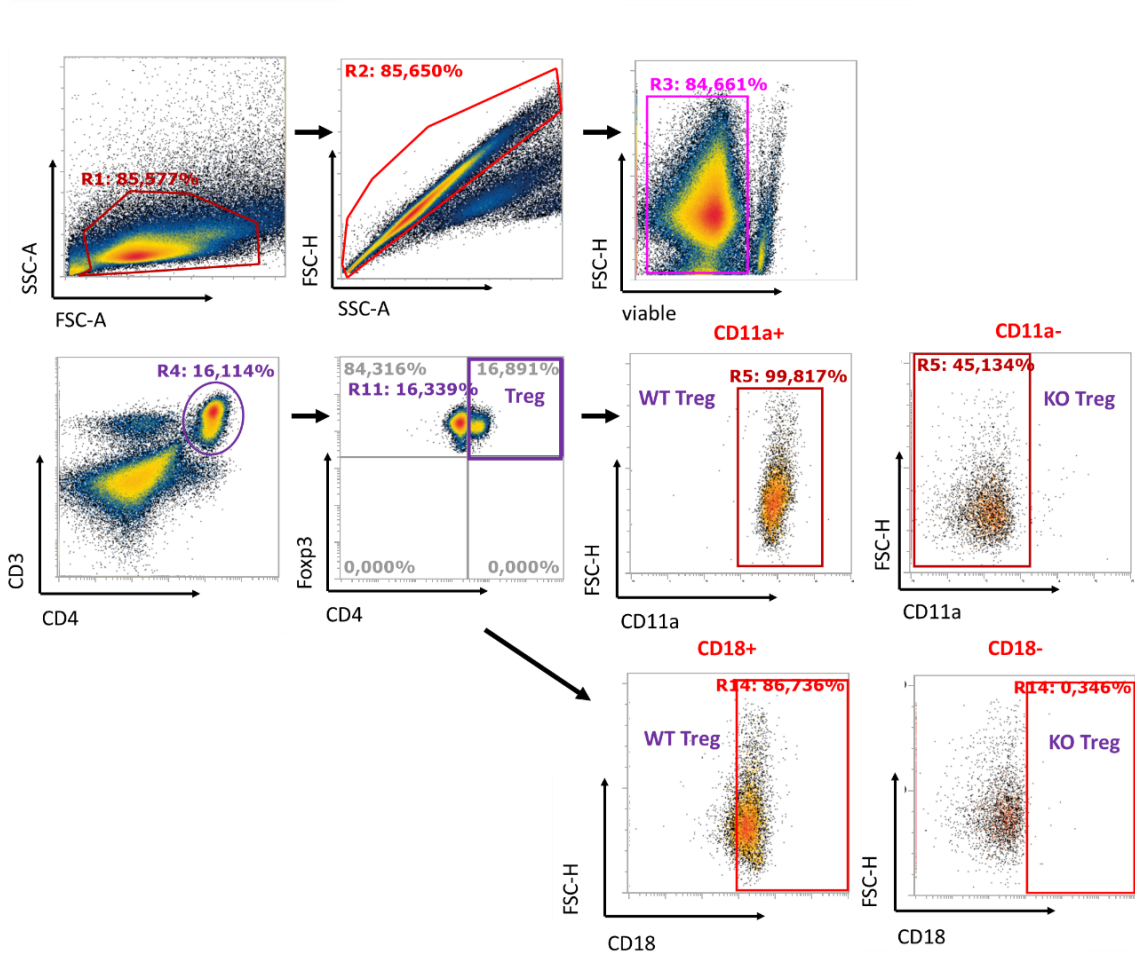 R1: 85,577%
SSC-A
FSC-A
R2: 85,650%
FSC-H
SSC-A
R3: 84,661%
FSC-H
viable
R4: 16,114%
CD3
CD4
84,316%
16,891%
R11: 16,339%
Treg
0,000%
0,000%
Foxp3
CD4
CD11a+
R5: 99,817%
WT Treg
FSC-H
CD11a
CD11a-
R5: 45,134%
KO Treg
FSC-H
CD11a
CD18+
R14: 86,736%
WT Treg
FSC-H
CD18
CD18-
R14: 0,346%
KO Treg
FSC-H
CD18